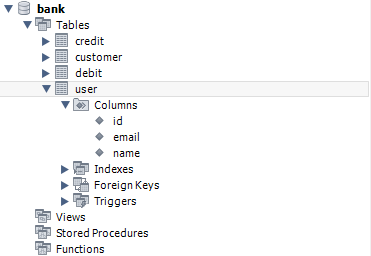 bank
Tables
credit
customer
debit
user
Columns
id
email
name
Indexes
Foreign Keys
Triggers
Views
Stored Procedures
Functions